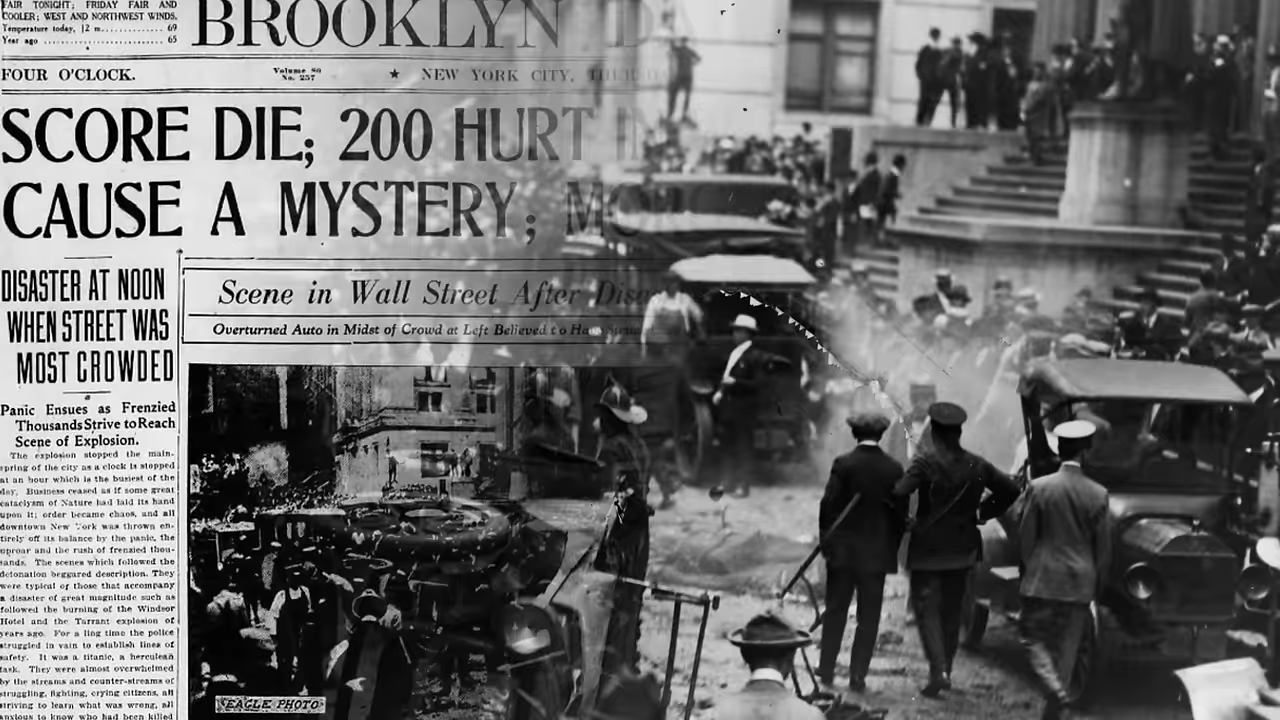 FAIR TONIGHT; FRIDAY FAIR AND
COOLER; WEST AND NORTHWEST WINDS.
Temperature today, 12 m. 69
Year ago 65
BROOKLYN D
FOUR O'CLOCK.
Volume 80
No. 257
★ NEW YORK CITY,
SCORE DIE; 200 HURT
CAUSE A MYSTERY;
DISASTER AT NOON
WHEN STREET WAS
MOST CROWDED
Scene in Wall Street After
Overturned Auto in Midst of Crowd at Left Believed to
Panic Ensues as Frenzied
Thousands Strive to Reach
Scene of Explosion.
The explosion stopped the main-
spring of the city as a clock is stopped
at an hour which is the busiest of the
day. Business ceased as if some great
cataclysm of Nature had laid its hand
upon it; order became chaos, and all
downtown New York was thrown en-
tirely off its balance by the panic, the
uproar and the rush of frenzied thou-
sands. The scenes which followed the
detonation beggared description. They
were typical of those that accompany
a disaster of great magnitude such as
followed the burning of the Windsor
Hotel and the Tarrant explosion of
years ago. For a ling time the police
struggled in vain to establish lines of
safety. It was a titanic, a herculean
task. They were almost overwhelmed
by the streams and counter-streams of
struggling, fighting, crying citizens, all
striving to learn what was wrong, all
anxious to know who had been killed
EAGLE PHOTO